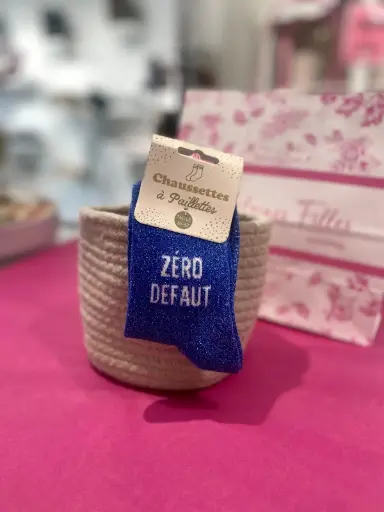 Chaussettes
à Paillettes
ZÉRO
DEFAUT